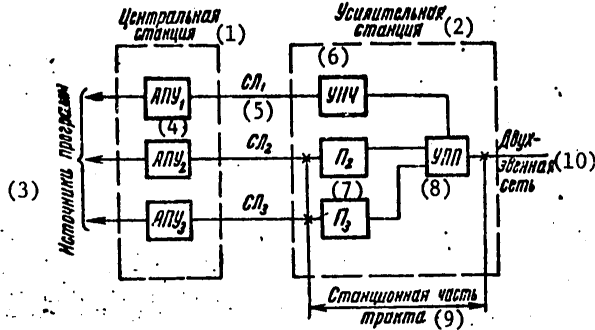 Центральная
станция (1)
Усилительная
станция (2)
(3) Источники программ
АПУ₁
(4)
АПУ₂
АПУ₃
СЛ₁
(5)
СЛ₂
СЛ₃
(6)
УНЧ
П₂
(7)
П₃
УПП
(8)
Двух-
звенная (10)
сеть
Станционная часть
тракта (9)